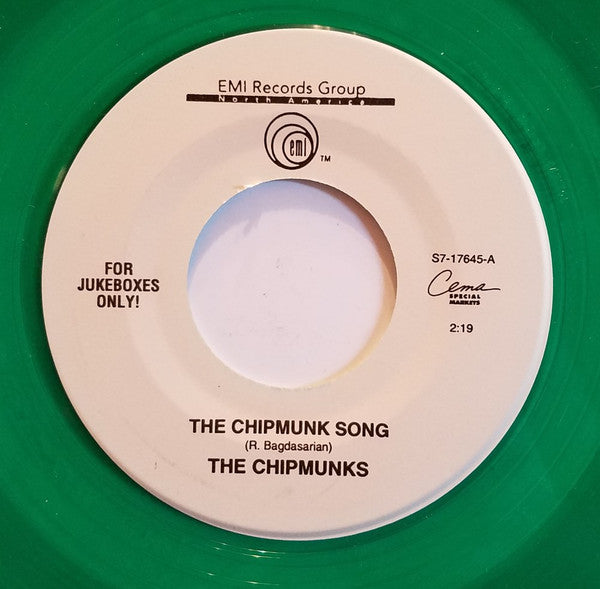 EMI Records Group
North America
emi
TM
FOR
JUKEBOXES
ONLY!
S7-17645-A
Cema
SPECIAL
MARKETS
2:19
THE CHIPMUNK SONG
(R. Bagdasarian)
THE CHIPMUNKS